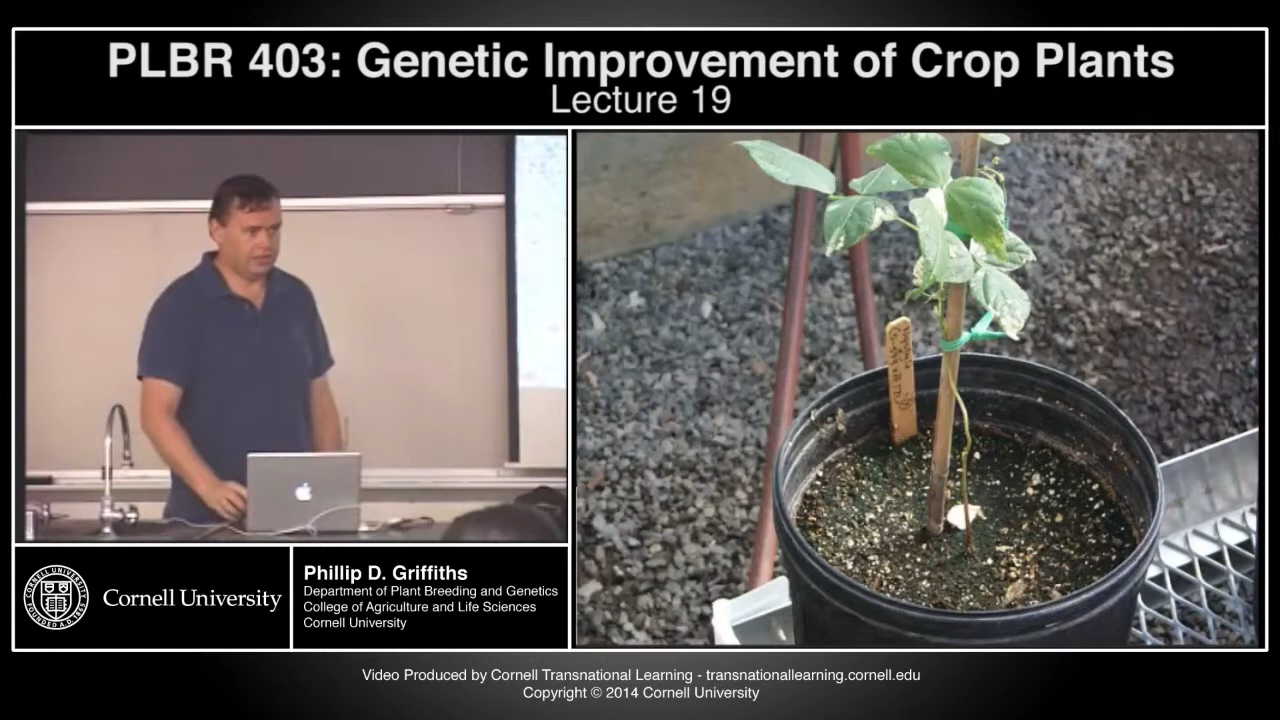 PLBR 403: Genetic Improvement of Crop Plants
Lecture 19
Cornell University
Phillip D. Griffiths
Department of Plant Breeding and Genetics
College of Agriculture and Life Sciences
Cornell University
Video Produced by Cornell Transnational Learning - transnationallearning.cornell.edu
Copyright © 2014 Cornell University